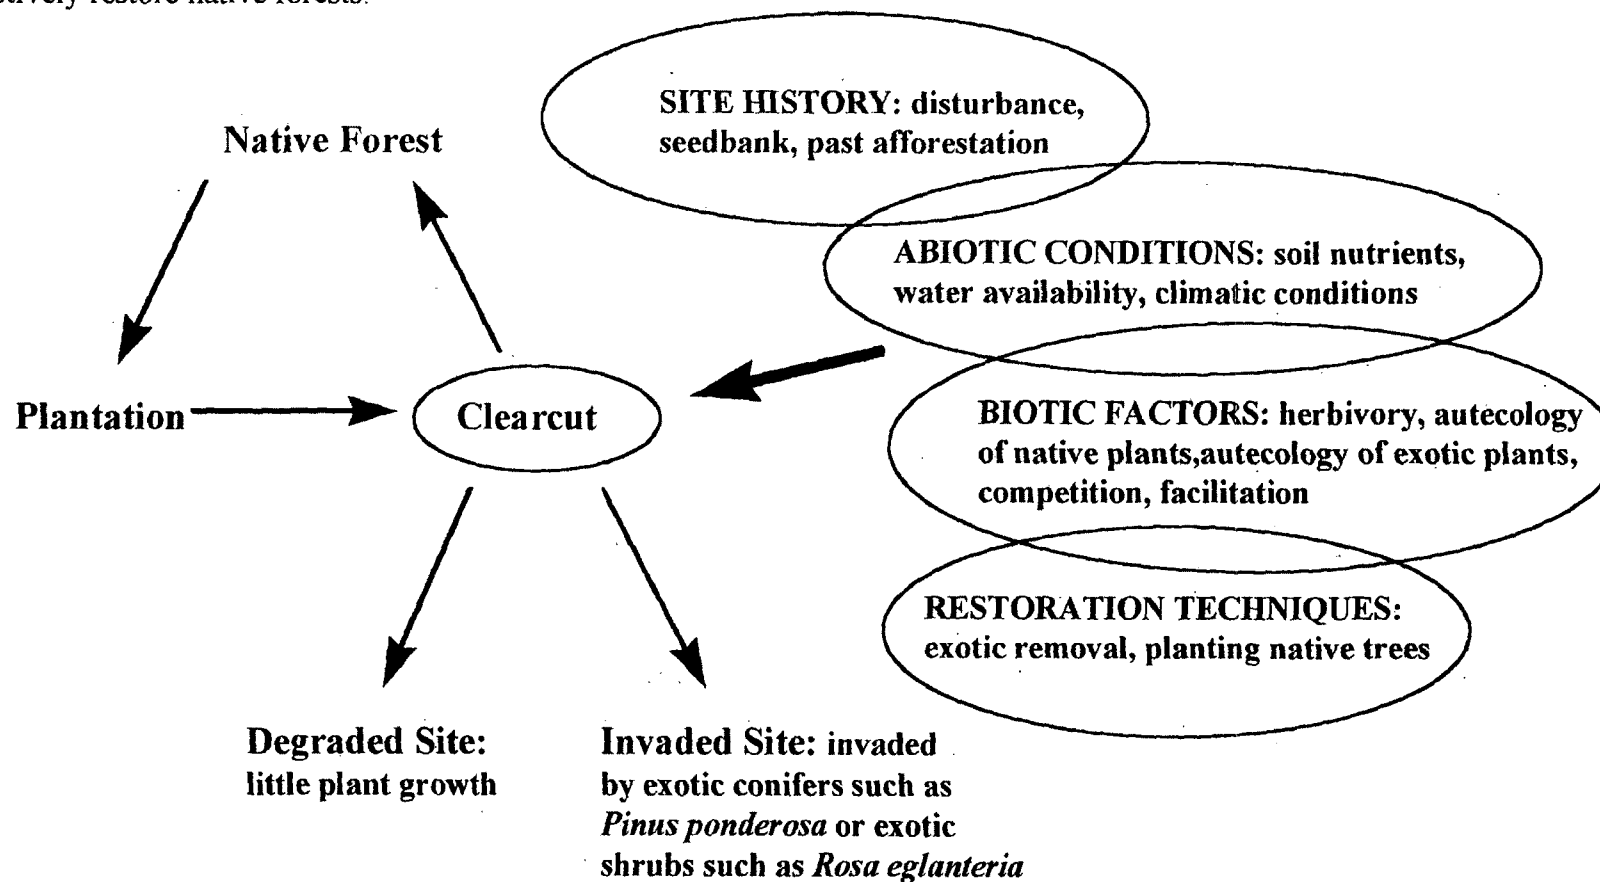 restore native forests.
SITE HISTORY: disturbance,
seedbank, past afforestation
Native Forest
ABIOTIC CONDITIONS: soil nutrients,
water availability, climatic conditions
Plantation
Clearcut
BIOTIC FACTORS: herbivory, autecology
of native plants,autecology of exotic plants,
competition, facilitation
RESTORATION TECHNIQUES:
exotic removal, planting native trees
Degraded Site:
little plant growth
Invaded Site: invaded
by exotic conifers such as
Pinus ponderosa or exotic
shrubs such as Rosa eglanteria